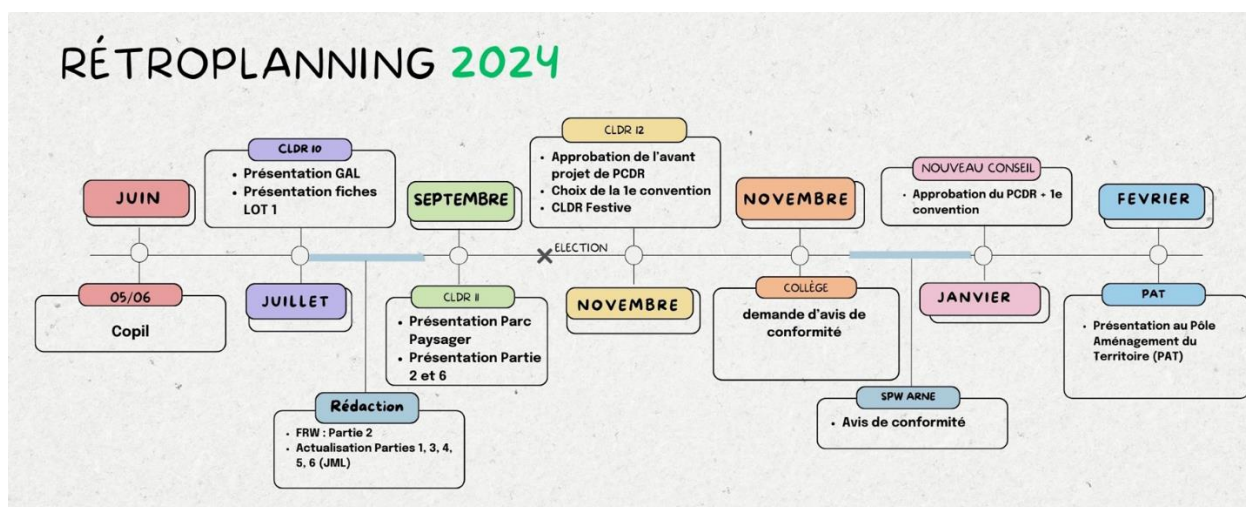 RÉTROPLANNING 2024
JUIN
05/06
Copil
CLDR 10
• Présentation GAL
• Présentation fiches
LOT 1
JUILLET
Rédaction
• FRW : Partie 2
• Actualisation Parties 1, 3, 4,
5, 6 (JML)
SEPTEMBRE
CLDR 11
• Présentation Parc
Paysager
• Présentation Partie
2 et 6
ELECTION
CLDR 12
• Approbation de l'avant
projet de PCDR
• Choix de la 1e convention
• CLDR Festive
NOVEMBRE
NOVEMBRE
COLLÈGE
demande d'avis de
conformité
SPW ARNE
• Avis de conformité
NOUVEAU CONSEIL
• Approbation du PCDR + 1e
convention
JANVIER
FEVRIER
PAT
• Présentation au Pôle
Aménagement du
Territoire (PAT)